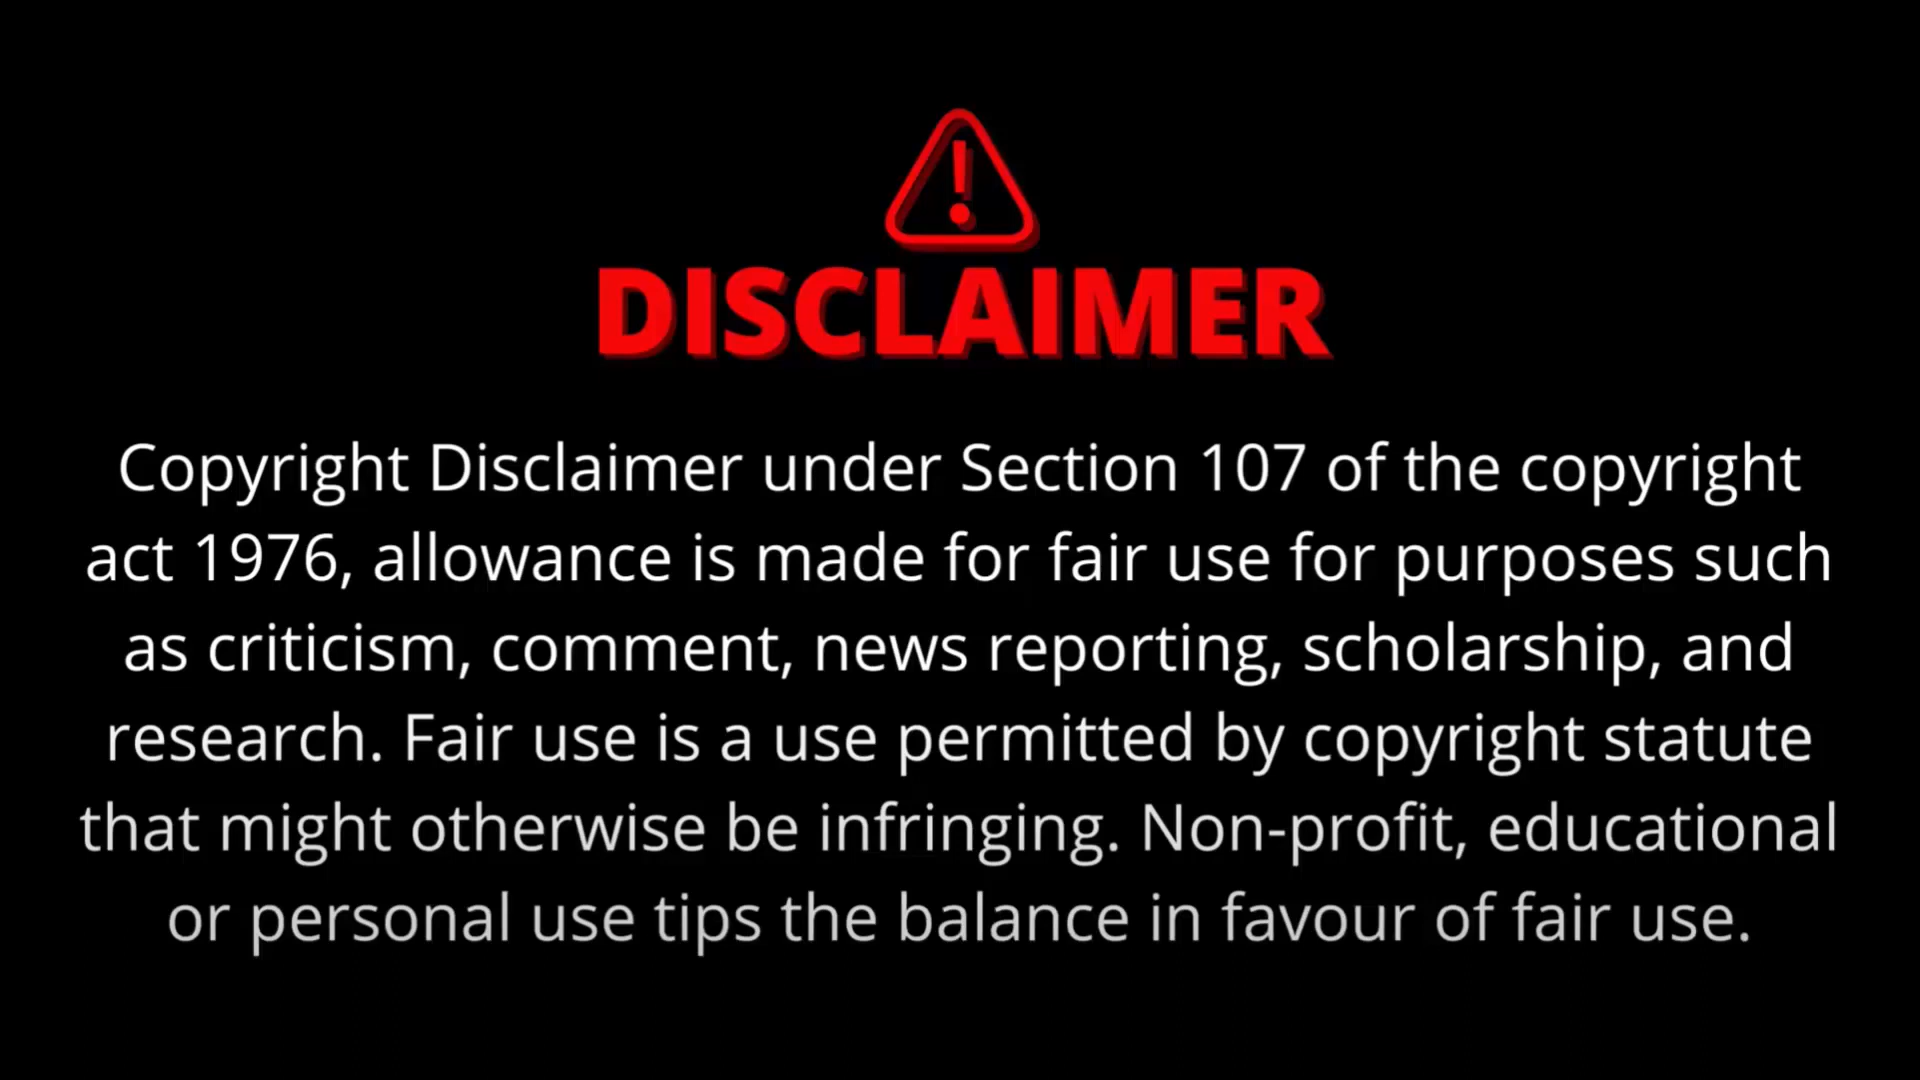 DISCLAIMER
Copyright Disclaimer under Section 107 of the copyright
act 1976, allowance is made for fair use for purposes such
as criticism, comment, news reporting, scholarship, and
research. Fair use is a use permitted by copyright statute
that might otherwise be infringing. Non-profit, educational
or personal use tips the balance in favour of fair use.